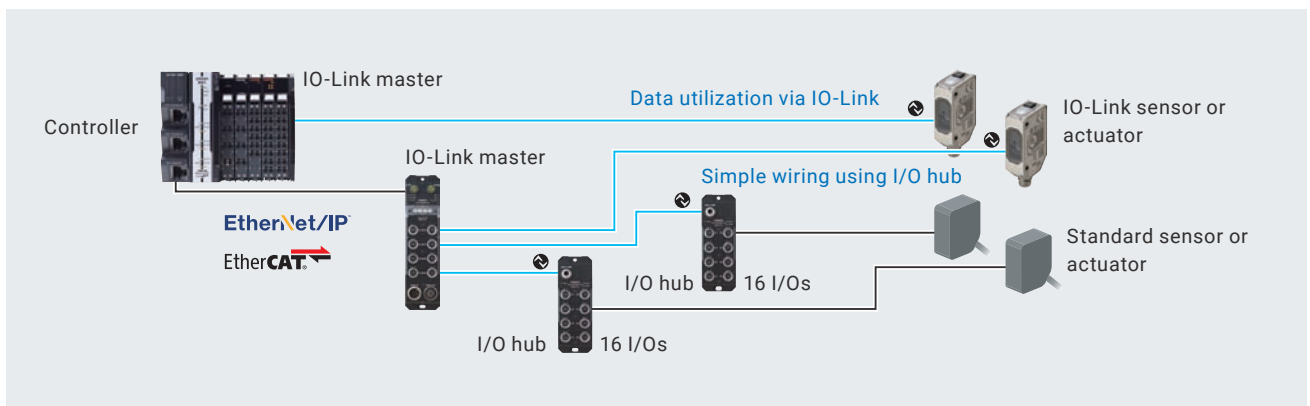 IO-Link master
Data utilization via IO-Link
IO-Link sensor or
actuator
Controller
IO-Link master
Simple wiring using I/O hub
EtherNet/IP
EtherCAT®
Standard sensor or
actuator
I/O hub
16 I/Os
I/O hub
16 I/Os